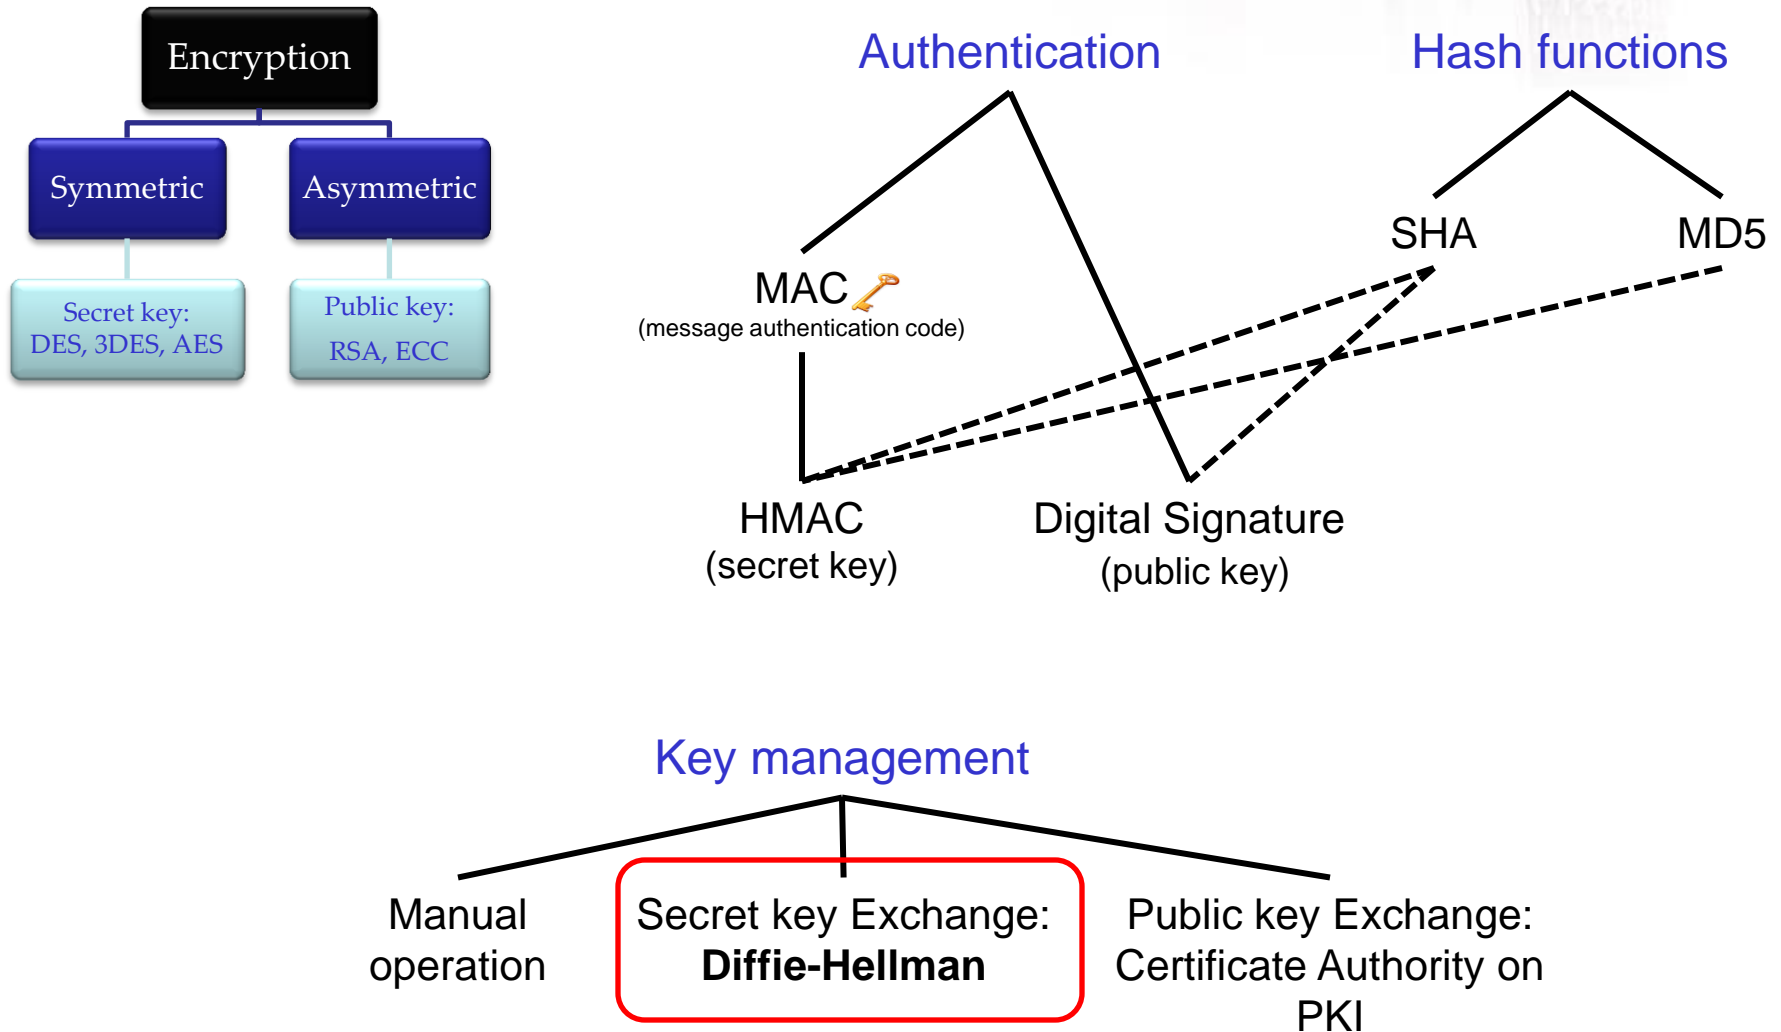 Encryption
Symmetric
Asymmetric
Secret key:
DES, 3DES, AES
Public key:
RSA, ECC
Authentication
Hash functions
SHA
MD5
MAC
(message authentication code)
HMAC
(secret key)
Digital Signature
(public key)
Key management
Manual
operation
Secret key Exchange:
Diffie-Hellman
Public key Exchange:
Certificate Authority on
PKI